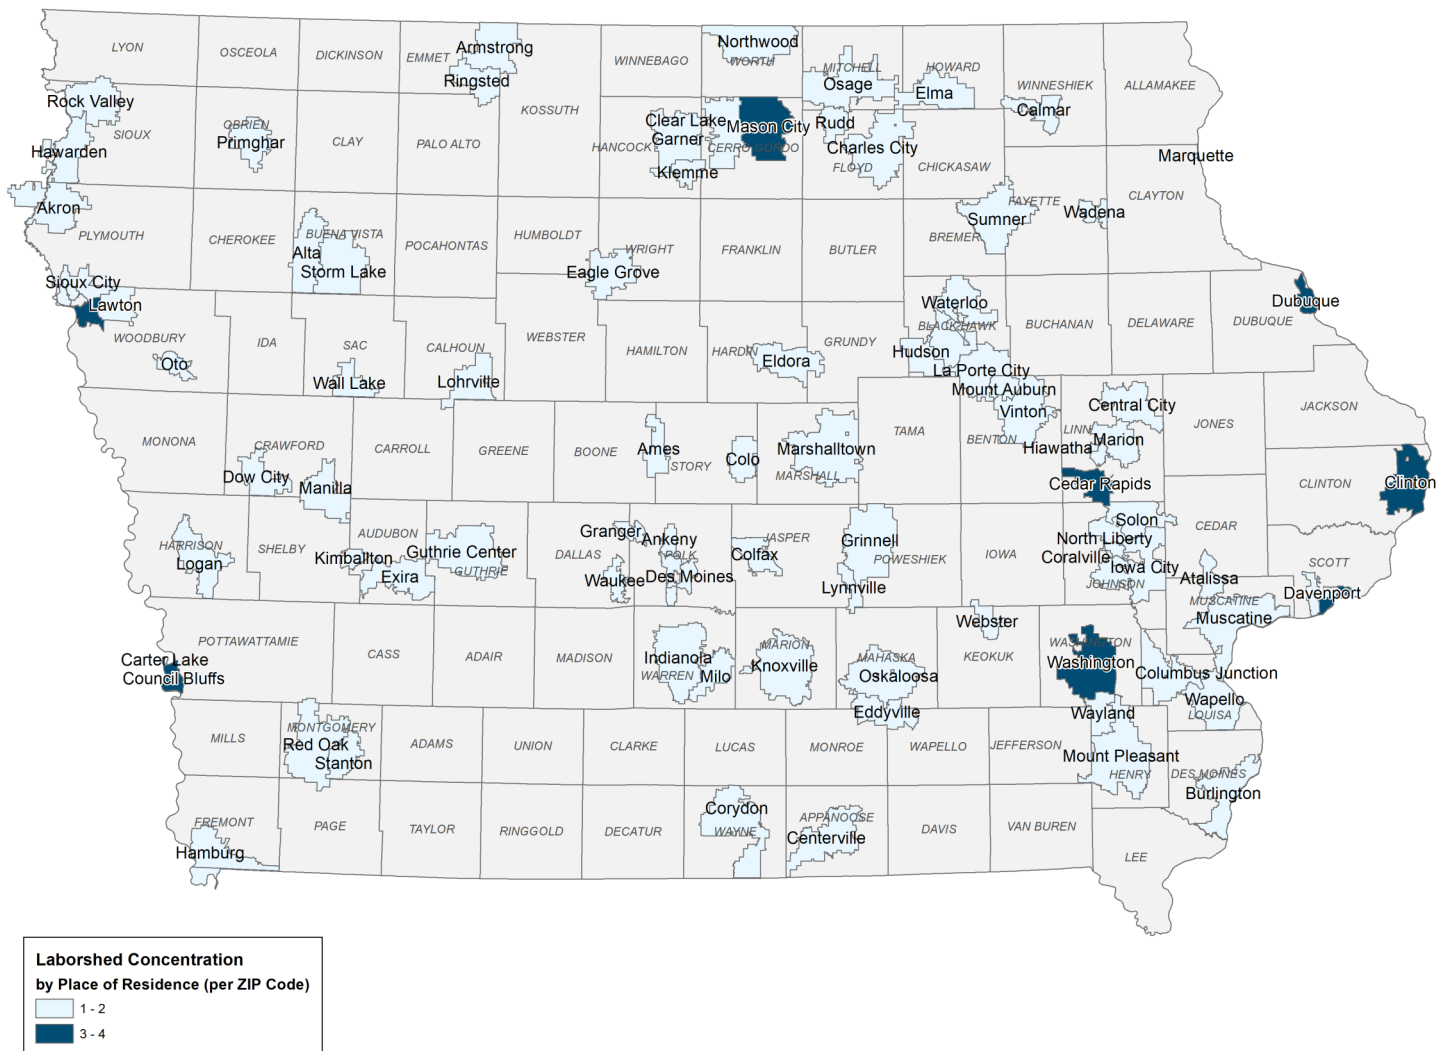 LYON
OSCEOLA
DICKINSON
EMMET
Armstrong
Ringsted
WINNEBAGO
Northwood
WORTH
MITCHELL
Osage
HOWARD
Elma
WINNESHIEK
Calmar
ALLAMAKEE
Rock Valley
SIOUX
Hawarden
OBRIEN
Primghar
CLAY
PALO ALTO
KOSSUTH
HANCOCK
Clear Lake
Garner
Klemme
Mason City
CERRO GORDO
Rudd
Charles City
FLOYD
CHICKASAW
Marquette
Akron
PLYMOUTH
CHEROKEE
BUENA VISTA
Alta
Storm Lake
POCAHONTAS
HUMBOLDT
WRIGHT
Eagle Grove
FRANKLIN
BUTLER
BREMER
Sumner
FAYETTE
Wadena
CLAYTON
Sioux City
Lawton
WOODBURY
Oto
IDA
SAC
Wall Lake
CALHOUN
Lohrville
WEBSTER
HAMILTON
HARDIN
Eldora
GRUNDY
Waterloo
BLACK HAWK
Hudson
La Porte City
Mount Auburn
Vinton
BUCHANAN
DELAWARE
DUBUQUE
Dubuque
MONONA
CRAWFORD
Dow City
Manilla
CARROLL
GREENE
BOONE
Ames
STORY
Colo
Marshalltown
MARSHALL
TAMA
BENTON
LINN
Central City
Hiawatha
Marion
Cedar Rapids
JONES
JACKSON
CLINTON
Clinton
HARRISON
Logan
SHELBY
AUDUBON
Kimballton
Exira
Guthrie Center
GUTHRIE
DALLAS
Granger
Waukee
Ankeny
POLK
Des Moines
JASPER
Colfax
Grinnell
POWESHIEK
Lynnville
IOWA
Solon
North Liberty
Coralville
Iowa City
JOHNSON
CEDAR
SCOTT
Davenport
Atalissa
MUSCATINE
Muscatine
POTTAWATTAMIE
Carter Lake
Council Bluffs
CASS
ADAIR
MADISON
Indianola
WARREN
Milo
MARION
Knoxville
MAHASKA
Oskaloosa
Eddyville
Webster
KEOKUK
WASHINGTON
Washington
Columbus Junction
Wapello
LOUISA
MILLS
MONTGOMERY
Red Oak
Stanton
ADAMS
UNION
CLARKE
LUCAS
MONROE
WAPELLO
JEFFERSON
Wayland
Mount Pleasant
HENRY
DES MOINES
Burlington
FREMONT
Hamburg
PAGE
TAYLOR
RINGGOLD
DECATUR
Corydon
WAYNE
APPANOOSE
Centerville
DAVIS
VAN BUREN
LEE
Laborshed Concentration
by Place of Residence (per ZIP Code)
1 - 2
3 - 4